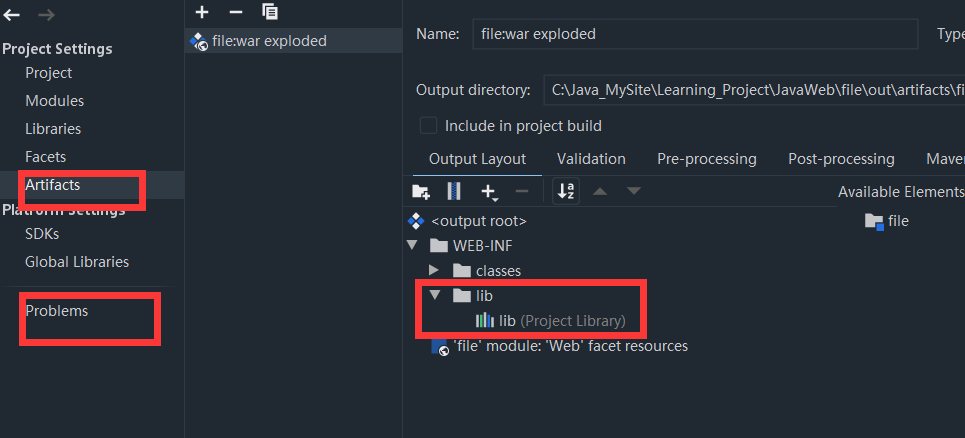 Project Settings
Project
Modules
Libraries
Facets
Artifacts
Platform Settings
SDKs
Global Libraries
Problems
file:war exploded
Name: file:war exploded Type
Output directory: C:\Java_MySite\Learning_Project\JavaWeb\file\out\artifacts\fi
Include in project build
Output Layout Validation Pre-processing Post-processing Maven
Available Elements
<output root>
file
WEB-INF
classes
lib
lib (Project Library)
'file' module: 'Web' facet resources